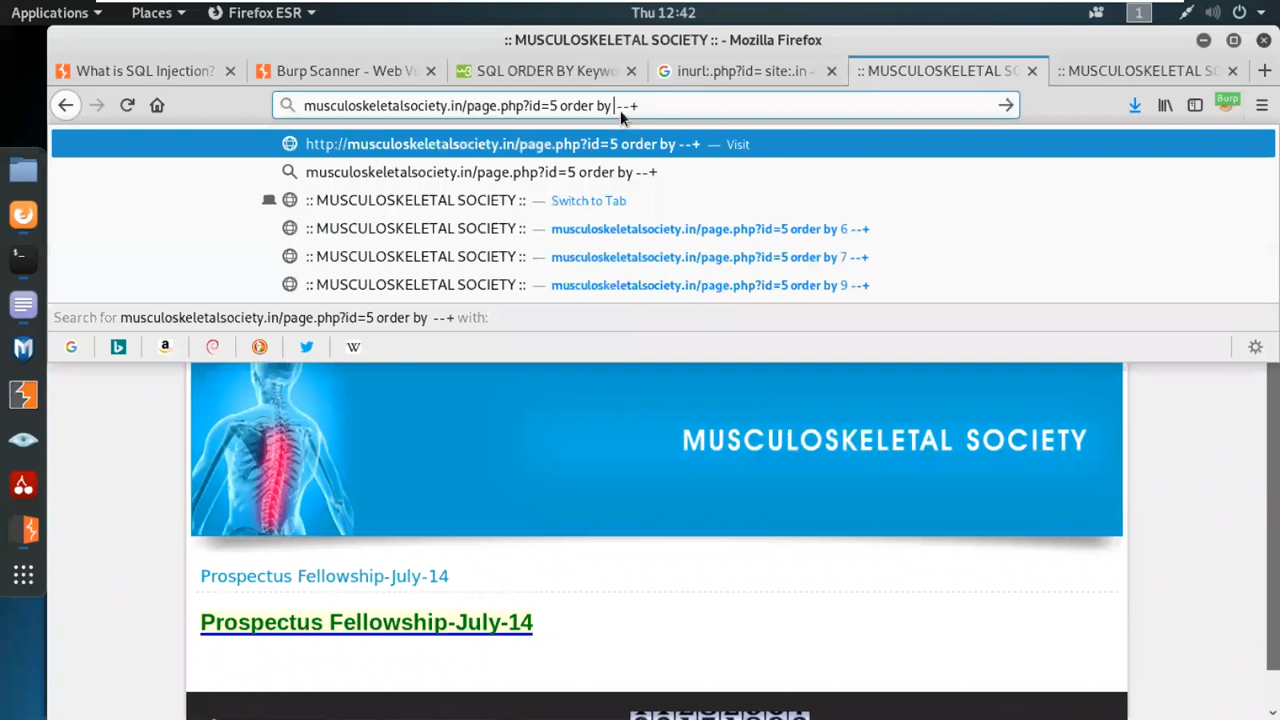 Applications Places Firefox ESR Thu 12:42 1
:: MUSCULOSKELETAL SOCIETY :: - Mozilla Firefox
What is SQL Injection? Burp Scanner - Web Vu SQL ORDER BY Keywo inurl:.php?id= site:.in - :: MUSCULOSKELETAL SOC :: MUSCULOSKELETAL SO
musculoskeletalsociety.in/page.php?id=5 order by --+ Burp
http://musculoskeletalsociety.in/page.php?id=5 order by --+ — Visit
musculoskeletalsociety.in/page.php?id=5 order by --+
:: MUSCULOSKELETAL SOCIETY :: — Switch to Tab
:: MUSCULOSKELETAL SOCIETY :: — musculoskeletalsociety.in/page.php?id=5 order by 6 --+
:: MUSCULOSKELETAL SOCIETY :: — musculoskeletalsociety.in/page.php?id=5 order by 7 --+
:: MUSCULOSKELETAL SOCIETY :: — musculoskeletalsociety.in/page.php?id=5 order by 9 --+
Search for musculoskeletalsociety.in/page.php?id=5 order by --+ with:
MUSCULOSKELETAL SOCIETY
Prospectus Fellowship-July-14
Prospectus Fellowship-July-14